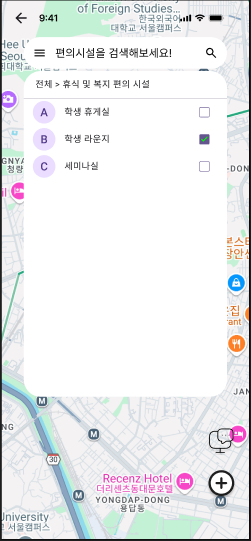 of Foreign Studies...
9:41
한국외국어
대학교 서울캠퍼스
편의시설을 검색해보세요!
전체 > 휴식 및 복지 편의 시설
A 학생 휴게실
B 학생 라운지
C 세미나실
M
30
M
M
M
Recenz Hotel
더리센츠동대문호텔
YONGDAP-DONG
용답동
University
서울캠퍼스